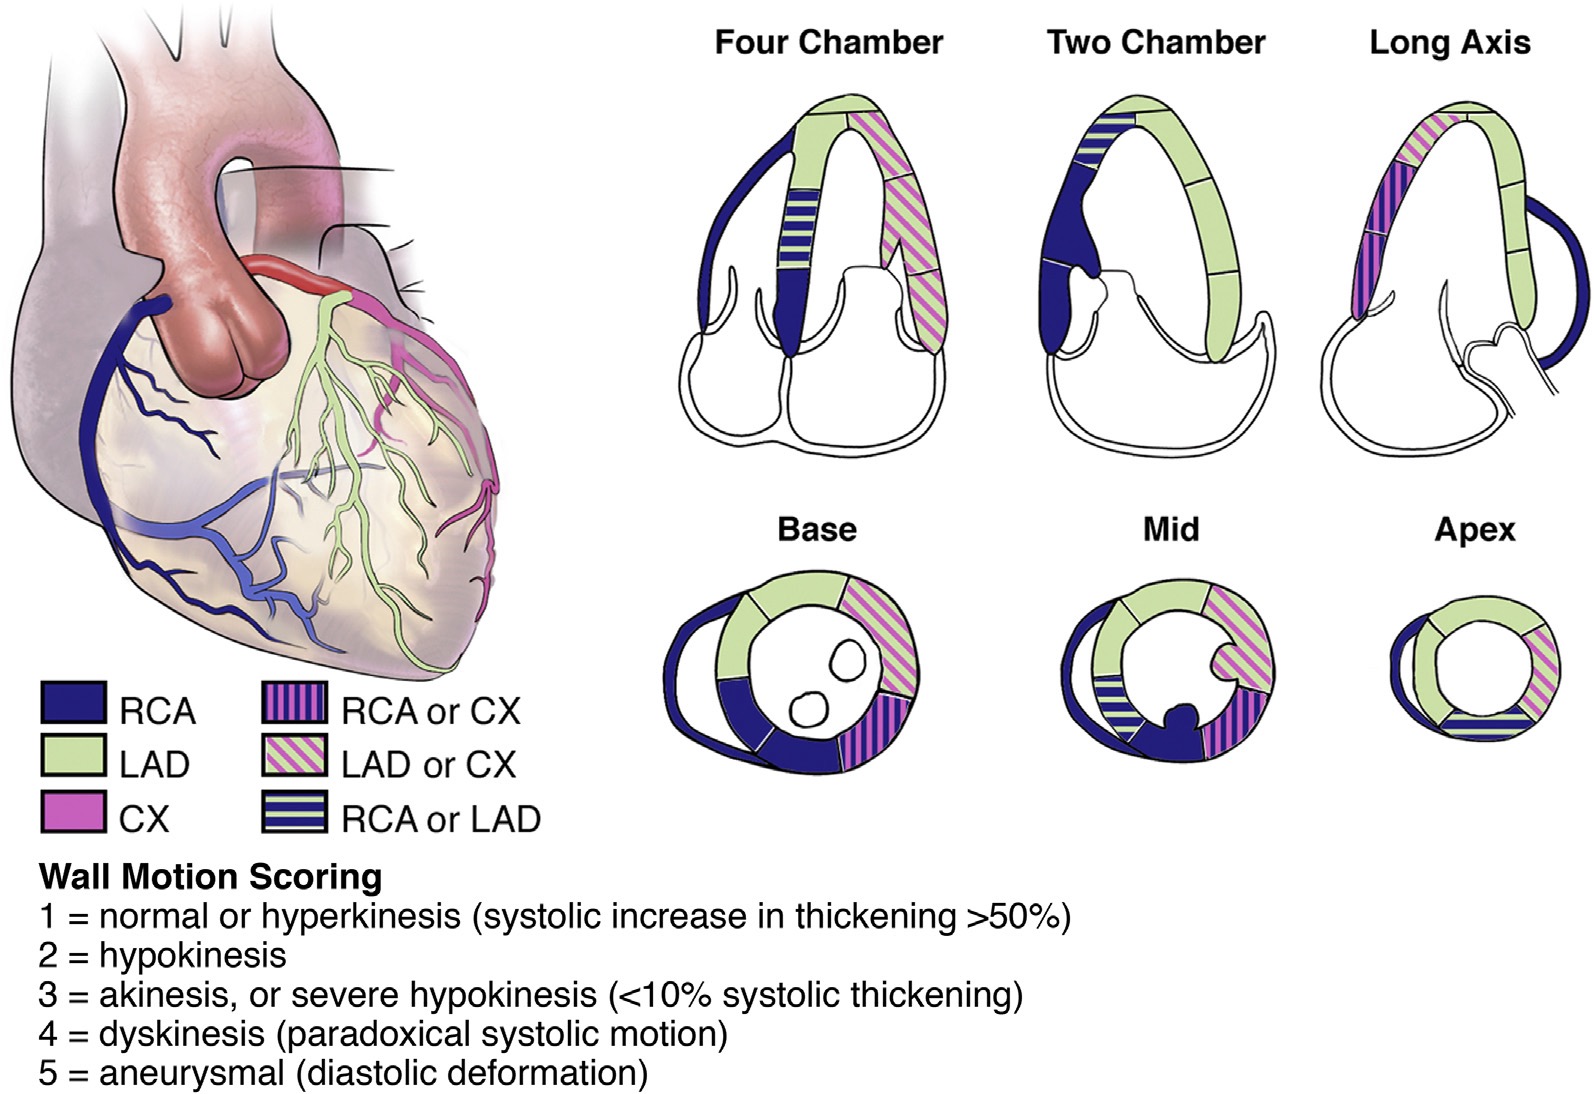 Four Chamber
Two Chamber
Long Axis
Base
Mid
Apex
RCA
RCA or CX
LAD
LAD or CX
CX
RCA or LAD
Wall Motion Scoring
1 = normal or hyperkinesis (systolic increase in thickening >50%)
2 = hypokinesis
3 = akinesis, or severe hypokinesis (<10% systolic thickening)
4 = dyskinesis (paradoxical systolic motion)
5 = aneurysmal (diastolic deformation)